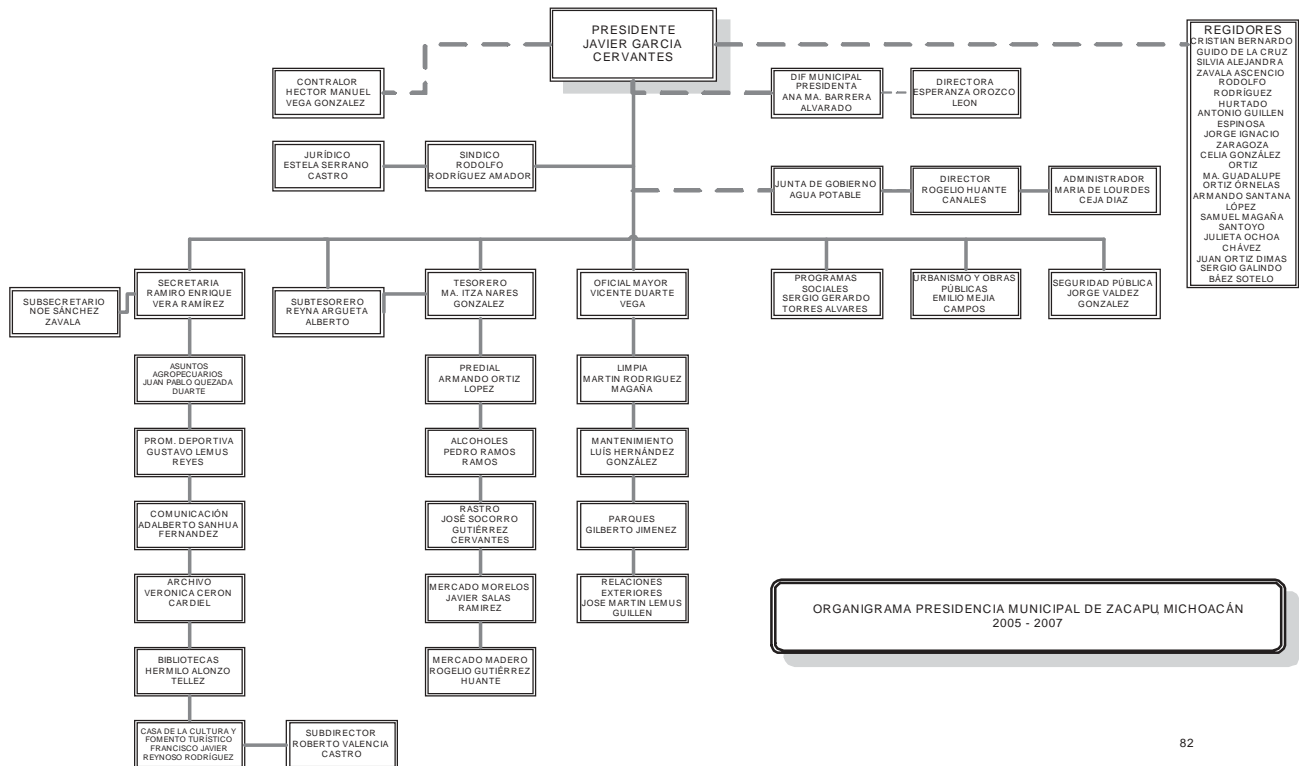 PRESIDENTE
JAVIER GARCIA
CERVANTES
REGIDORES
CRISTIAN BERNARDO
GUIDO DE LA CRUZ
SILVIA ALEJANDRA
ZAVALA ASCENCIO
RODOLFO
RODRÍGUEZ
HURTADO
ANTONIO GUILLEN
ESPINOSA
JORGE IGNACIO
ZARAGOZA
CELIA GONZÁLEZ
ORTIZ
MA. GUADALUPE
ORTIZ ÓRNELAS
ARMANDO SANTANA
LÓPEZ
SAMUEL MAGAÑA
SANTOYO
JULIETA OCHOA
CHÁVEZ
JUAN ORTIZ DIMAS
SERGIO GALINDO
BÁEZ SOTELO
CONTRALOR
HECTOR MANUEL
VEGA GONZALEZ
DIF MUNICIPAL
PRESIDENTA
ANA MA. BARRERA
ALVARADO
DIRECTORA
ESPERANZA OROZCO
LEON
JURÍDICO
ESTELA SERRANO
CASTRO
SINDICO
RODOLFO
RODRÍGUEZ AMADOR
JUNTA DE GOBIERNO
AGUA POTABLE
DIRECTOR
ROGELIO HUANTE
CANALES
ADMINISTRADOR
MARIA DE LOURDES
CEJA DIAZ
SUBSECRETARIO
NOE SÁNCHEZ
ZAVALA
SECRETARIA
RAMIRO ENRIQUE
VERA RAMÍREZ
SUBTESORERO
REYNA ARGUETA
ALBERTO
TESORERO
MA. ITZA NARES
GONZALEZ
OFICIAL MAYOR
VICENTE DUARTE
VEGA
PROGRAMAS
SOCIALES
SERGIO GERARDO
TORRES ALVARES
URBANISMO Y OBRAS
PÚBLICAS
EMILIO MEJIA
CAMPOS
SEGURIDAD PÚBLICA
JORGE VALDEZ
GONZALEZ
ASUNTOS
AGROPECUARIOS
JUAN PABLO QUEZADA
DUARTE
PREDIAL
ARMANDO ORTIZ
LOPEZ
LIMPIA
MARTIN RODRIGUEZ
MAGAÑA
PROM. DEPORTIVA
GUSTAVO LEMUS
REYES
ALCOHOLES
PEDRO RAMOS
RAMOS
MANTENIMIENTO
LUÍS HERNÁNDEZ
GONZÁLEZ
COMUNICACIÓN
ADALBERTO SANHUA
FERNANDEZ
RASTRO
JOSÉ SOCORRO
GUTIÉRREZ
CERVANTES
PARQUES
GILBERTO JIMENEZ
ARCHIVO
VERONICA CERON
CARDIEL
MERCADO MORELOS
JAVIER SALAS
RAMIREZ
RELACIONES
EXTERIORES
JOSE MARTIN LEMUS
GUILLEN
BIBLIOTECAS
HERMILO ALONZO
TELLEZ
MERCADO MADERO
ROGELIO GUTIÉRREZ
HUANTE
CASA DE LA CULTURA Y
FOMENTO TURÍSTICO
FRANCISCO JAVIER
REYNOSO RODRÍGUEZ
SUBDIRECTOR
ROBERTO VALENCIA
CASTRO
ORGANIGRAMA PRESIDENCIA MUNICIPAL DE ZACAPU, MICHOACÁN
2005 - 2007
82